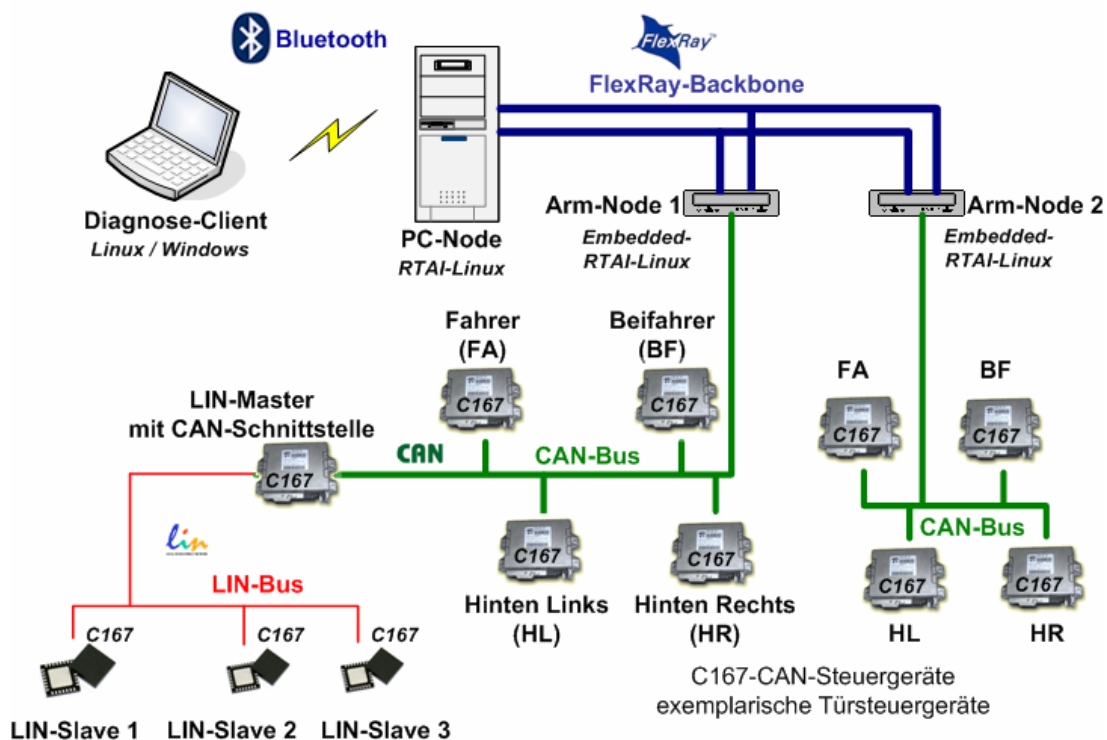 Bluetooth
FlexRay™
FlexRay-Backbone
Diagnose-Client
Linux / Windows
PC-Node
RTAI-Linux
Arm-Node 1
Embedded-
RTAI-Linux
Arm-Node 2
Embedded-
RTAI-Linux
Fahrer
(FA)
C167
Beifahrer
(BF)
C167
FA
C167
BF
C167
LIN-Master
mit CAN-Schnittstelle
C167
CAN
CAN-Bus
CAN-Bus
C167
Hinten Links
(HL)
C167
Hinten Rechts
(HR)
C167
HL
C167
HR
lin
LIN-Bus
C167
C167
C167
LIN-Slave 1
LIN-Slave 2
LIN-Slave 3
C167-CAN-Steuergeräte
exemplarische Türsteuergeräte